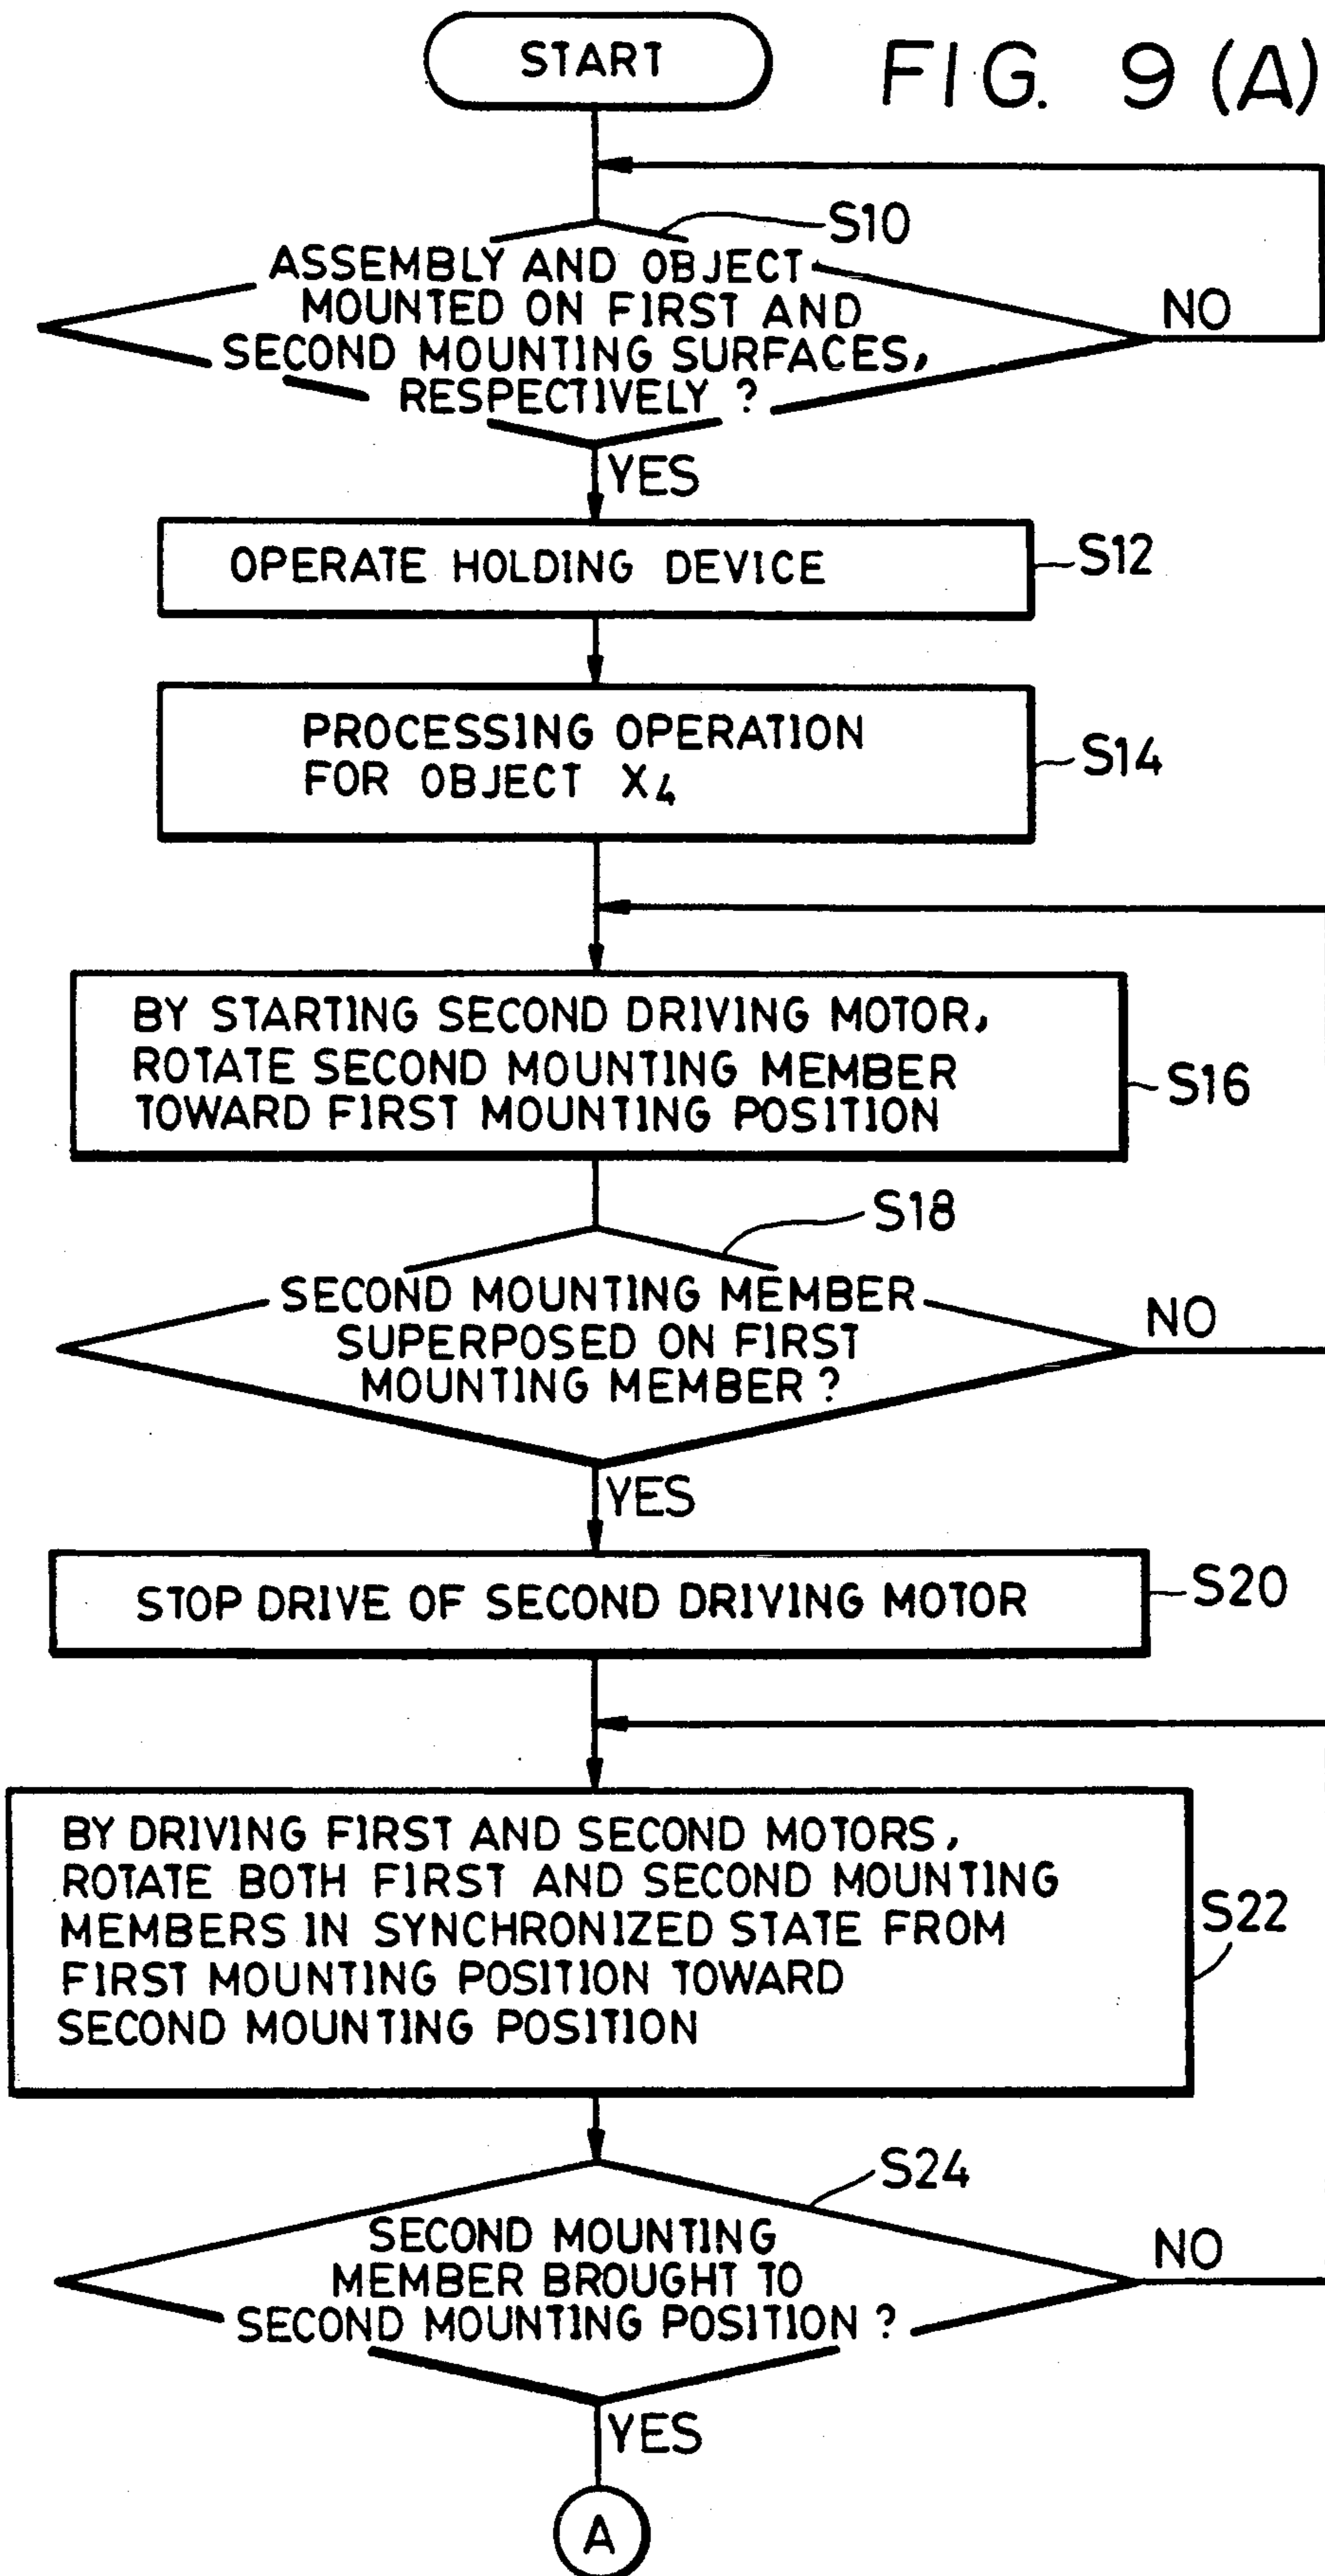 START
FIG. 9 (A)
S10
ASSEMBLY AND OBJECT
MOUNTED ON FIRST AND
SECOND MOUNTING SURFACES,
RESPECTIVELY ?
NO
YES
OPERATE HOLDING DEVICE
S12
PROCESSING OPERATION
FOR OBJECT X4
S14
BY STARTING SECOND DRIVING MOTOR,
ROTATE SECOND MOUNTING MEMBER
TOWARD FIRST MOUNTING POSITION
S16
S18
SECOND MOUNTING MEMBER
SUPERPOSED ON FIRST
MOUNTING MEMBER ?
NO
YES
STOP DRIVE OF SECOND DRIVING MOTOR
S20
BY DRIVING FIRST AND SECOND MOTORS,
ROTATE BOTH FIRST AND SECOND MOUNTING
MEMBERS IN SYNCHRONIZED STATE FROM
FIRST MOUNTING POSITION TOWARD
SECOND MOUNTING POSITION
S22
S24
SECOND MOUNTING
MEMBER BROUGHT TO
SECOND MOUNTING POSITION ?
NO
YES
A